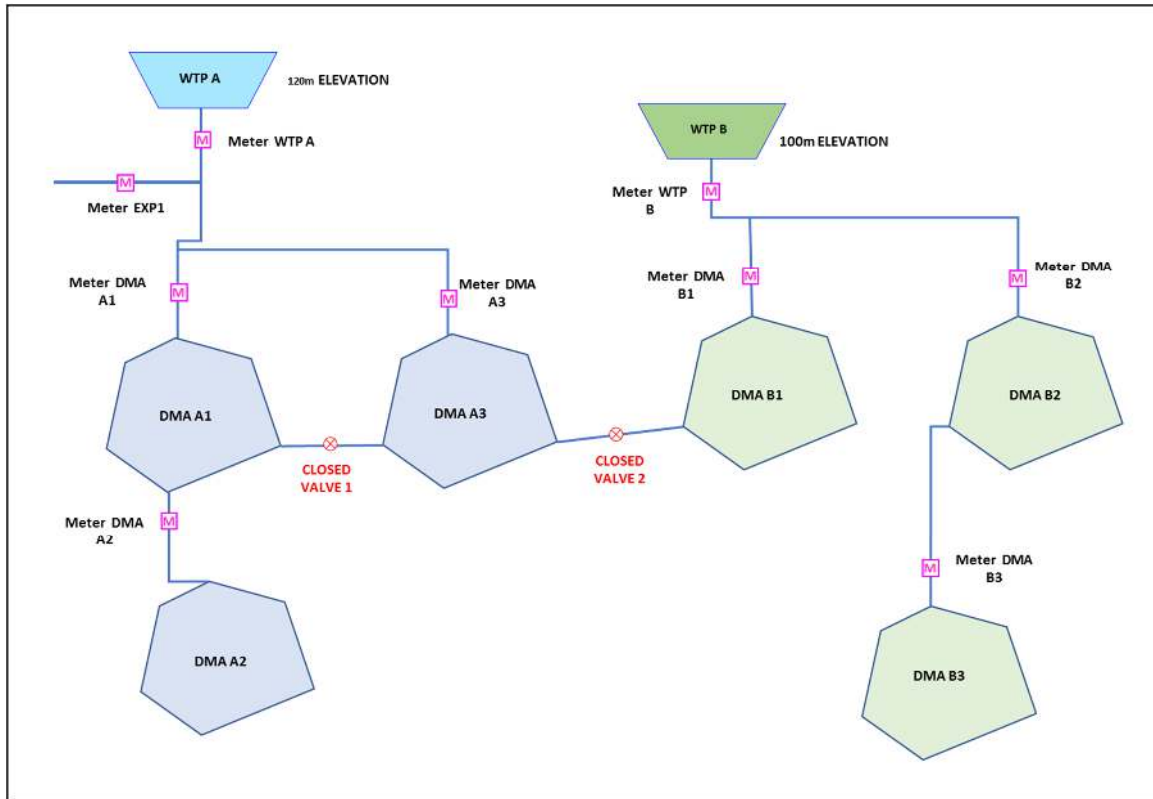 WTP A
120m ELEVATION
M
Meter WTP A
WTP B
100m ELEVATION
M
Meter EXP1
M
Meter WTP
B
Meter DMA
A1
M
Meter DMA
A3
M
Meter DMA
B1
M
Meter DMA
B2
M
DMA A1
DMA A3
DMA B1
DMA B2
CLOSED
VALVE 1
CLOSED
VALVE 2
Meter DMA
A2
M
Meter DMA
B3
M
DMA A2
DMA B3